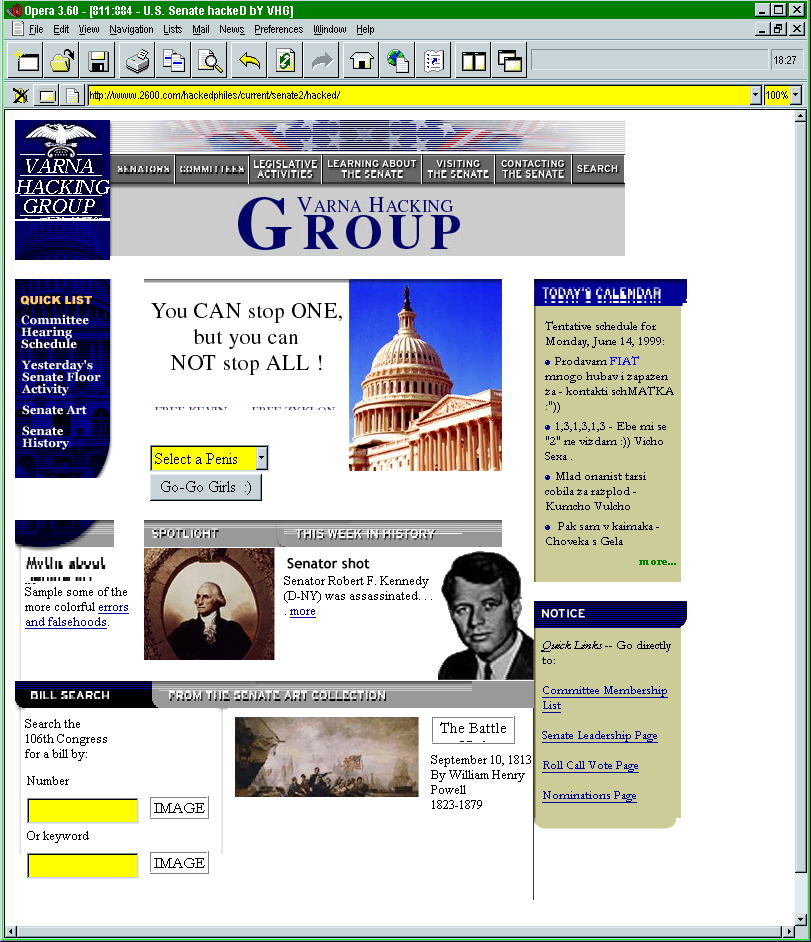 Opera 3.60 - [811:884 - U.S. Senate hackeD bY VHG]
File Edit View Navigation Lists Mail News Preferences Window Help
18:27
http://www.2600.com/hackedphiles/current/senate2/hacked/
100%
VARNA
HACKING
GROUP
SENATORS
COMMITTEES
LEGISLATIVE
ACTIVITIES
LEARNING ABOUT
THE SENATE
VISITING
THE SENATE
CONTACTING
THE SENATE
SEARCH
VARNA HACKING
GROUP
QUICK LIST
Committee
Hearing
Schedule
Yesterday's
Senate Floor
Activity
Senate Art
Senate
History
You CAN stop ONE,
but you can
NOT stop ALL !
FREE KEVIN FREE ZYKLON
Select a Penis
Go-Go Girls :)
TODAY'S CALENDAR
Tentative schedule for
Monday, June 14, 1999:
Prodavam FIAT
mnogo hubav i zapazen
za - kontakti schMATKA
:"))
1,3,1,3,1,3 - Ebe mi se
"2" ne vizdam :)) Vicho
Sexa .
Mlad onanist tarsi
cobila za razplod -
Kumcho Vulcho
Pak sam v kaimaka -
Choveka s Gela
more...
Myths about
Sample some of the
more colorful errors
and falsehoods.
SPOTLIGHT
THIS WEEK IN HISTORY
Senator shot
Senator Robert F. Kennedy
(D-NY) was assassinated. . .
. more
NOTICE
Quick Links -- Go directly
to:
Committee Membership
List
Senate Leadership Page
Roll Call Vote Page
Nominations Page
BILL SEARCH
FROM THE SENATE ART COLLECTION
Search the
106th Congress
for a bill by:
Number
IMAGE
Or keyword
IMAGE
The Battle
September 10, 1813
By William Henry
Powell
1823-1879